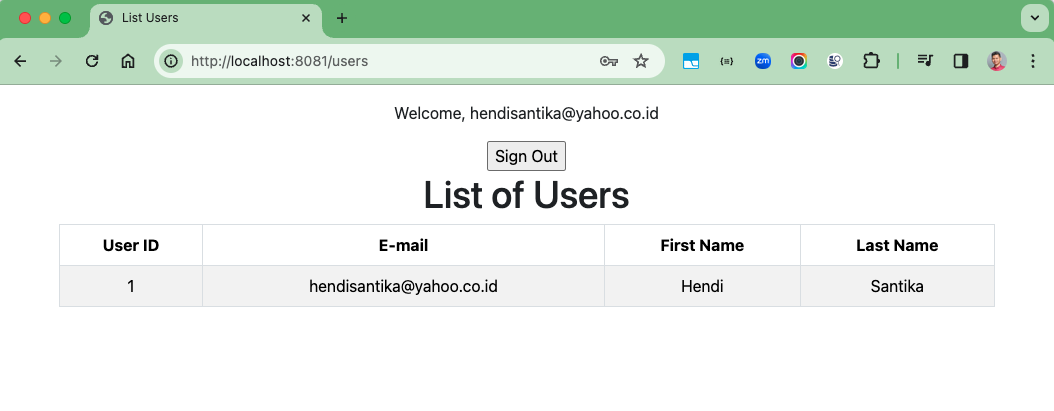 List Users
http://localhost:8081/users
{≡}
zm
Welcome, hendisantika@yahoo.co.id
Sign Out
List of Users
User ID E-mail First Name Last Name
1 hendisantika@yahoo.co.id Hendi Santika